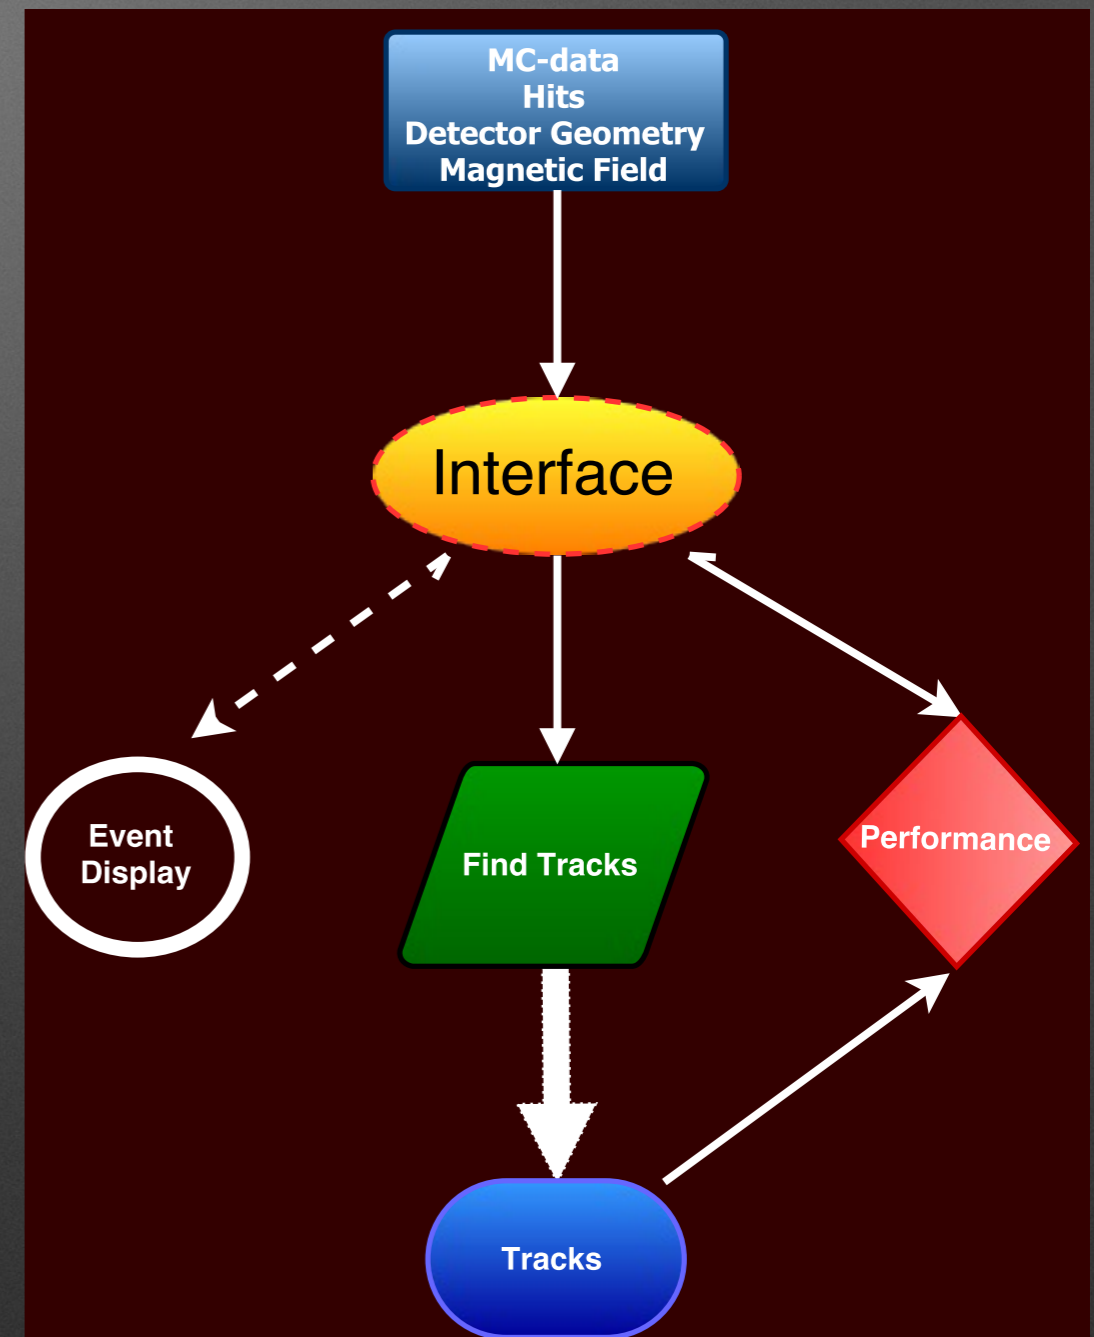 MC-data
Hits
Detector Geometry
Magnetic Field
Interface
Event
Display
Find Tracks
Performance
Tracks